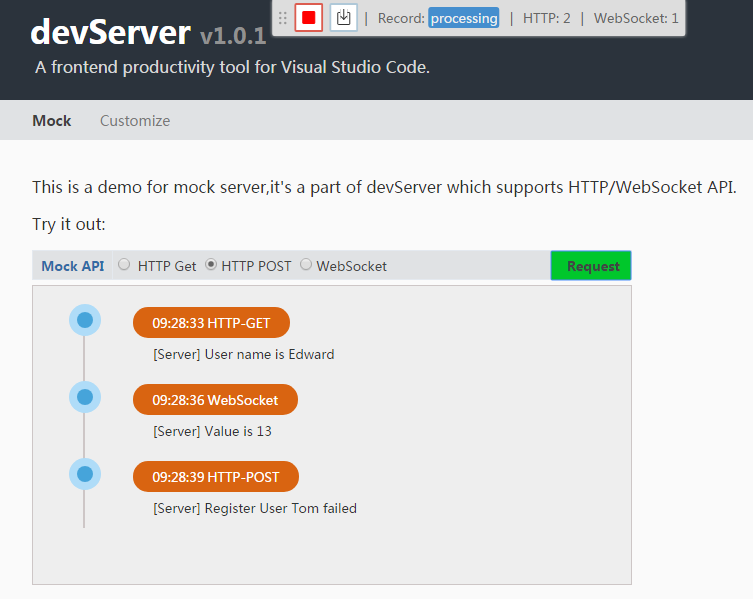 devServer v1.0.1
Record: processing | HTTP: 2 | WebSocket: 1
A frontend productivity tool for Visual Studio Code.
Mock Customize
This is a demo for mock server,it's a part of devServer which supports HTTP/WebSocket API.
Try it out:
Mock API HTTP Get HTTP POST WebSocket Request
09:28:33 HTTP-GET
[Server] User name is Edward
09:28:36 WebSocket
[Server] Value is 13
09:28:39 HTTP-POST
[Server] Register User Tom failed